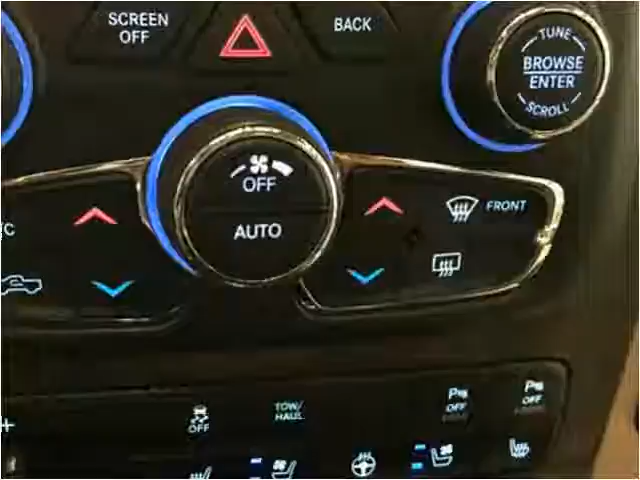 SCREEN
OFF
BACK
TUNE
BROWSE
ENTER
SCROLL
OFF
AUTO
FRONT
OFF
TOW/
HAUL
P
OFF
P
OFF